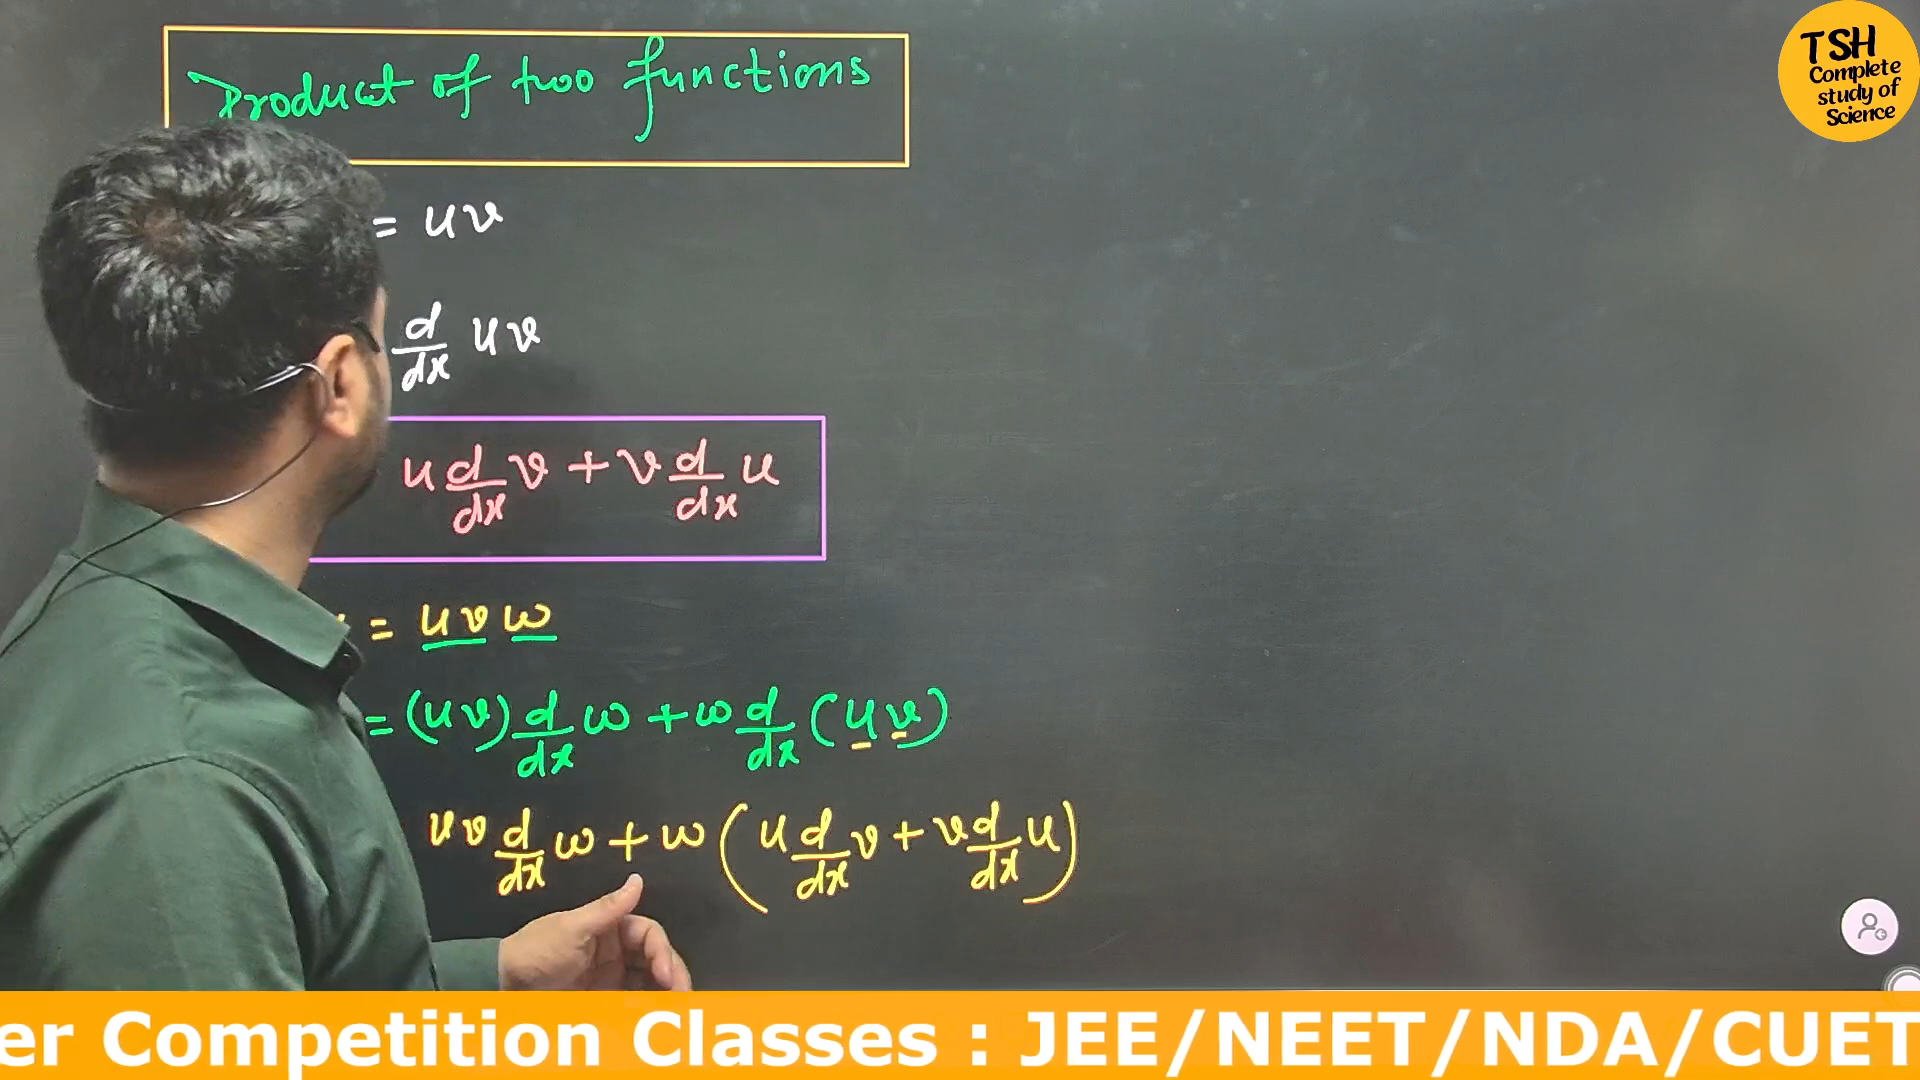 Product of two functions
= uv
d/dx uv
u d/dx v + v d/dx u
= uvw
= (uv) d/dx w + w d/dx (uv)
uv d/dx w + w (u d/dx v + v d/dx u)
TSH
Complete
study of
Science
er Competition Classes : JEE/NEET/NDA/CUET